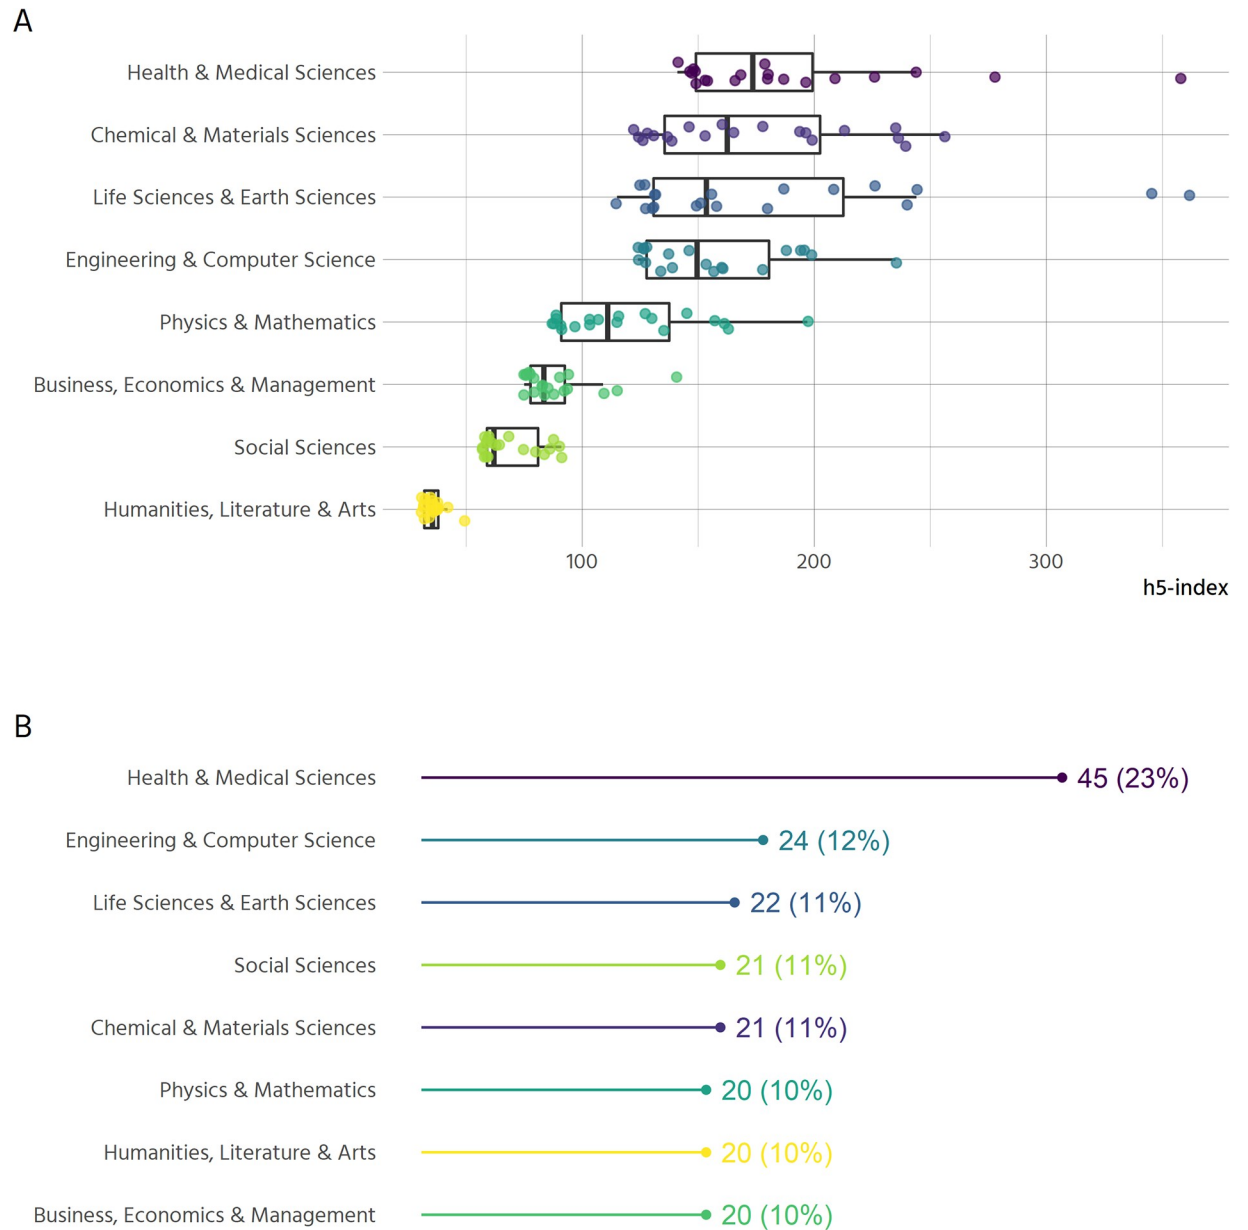 A
Health & Medical Sciences
Chemical & Materials Sciences
Life Sciences & Earth Sciences
Engineering & Computer Science
Physics & Mathematics
Business, Economics & Management
Social Sciences
Humanities, Literature & Arts
100 200 300
h5-index
B
Health & Medical Sciences 45 (23%)
Engineering & Computer Science 24 (12%)
Life Sciences & Earth Sciences 22 (11%)
Social Sciences 21 (11%)
Chemical & Materials Sciences 21 (11%)
Physics & Mathematics 20 (10%)
Humanities, Literature & Arts 20 (10%)
Business, Economics & Management 20 (10%)